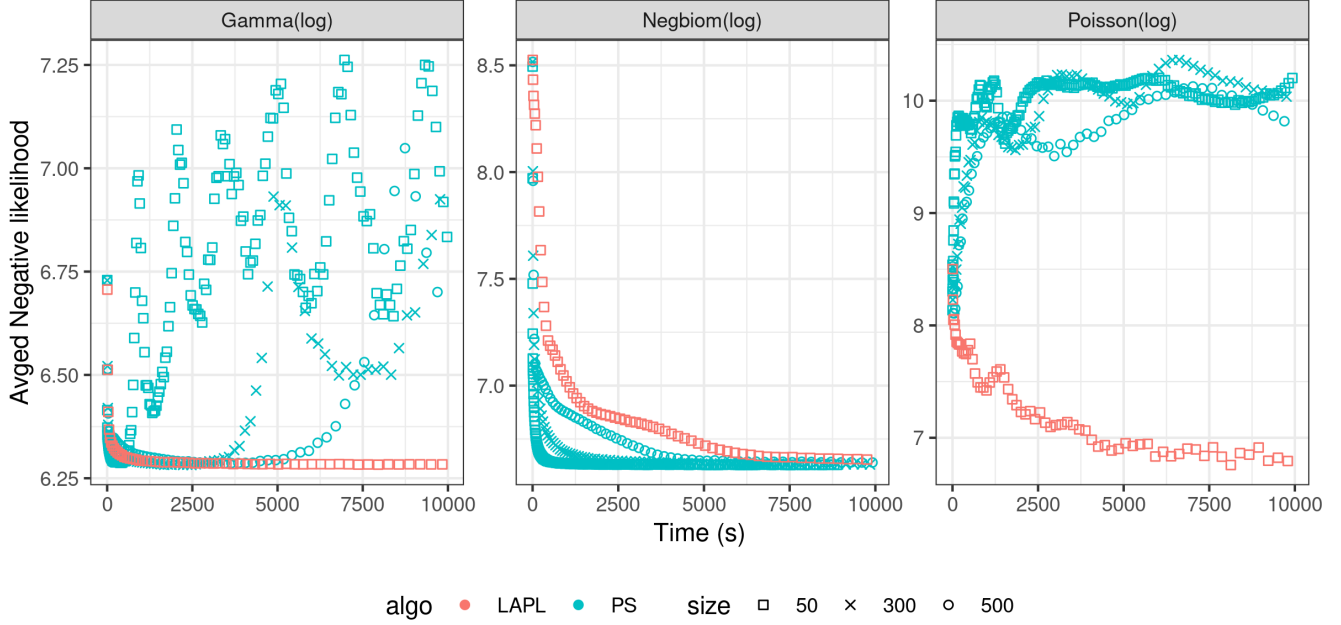 Gamma(log) Negbiom(log) Poisson(log)
Avged Negative likelihood
7.25
7.00
6.75
6.50
6.25
8.5
8.0
7.5
7.0
10
9
8
7
0 2500 5000 7500 10000 0 2500 5000 7500 10000 0 2500 5000 7500 10000
Time (s)
algo LAPL PS size 50 300 500